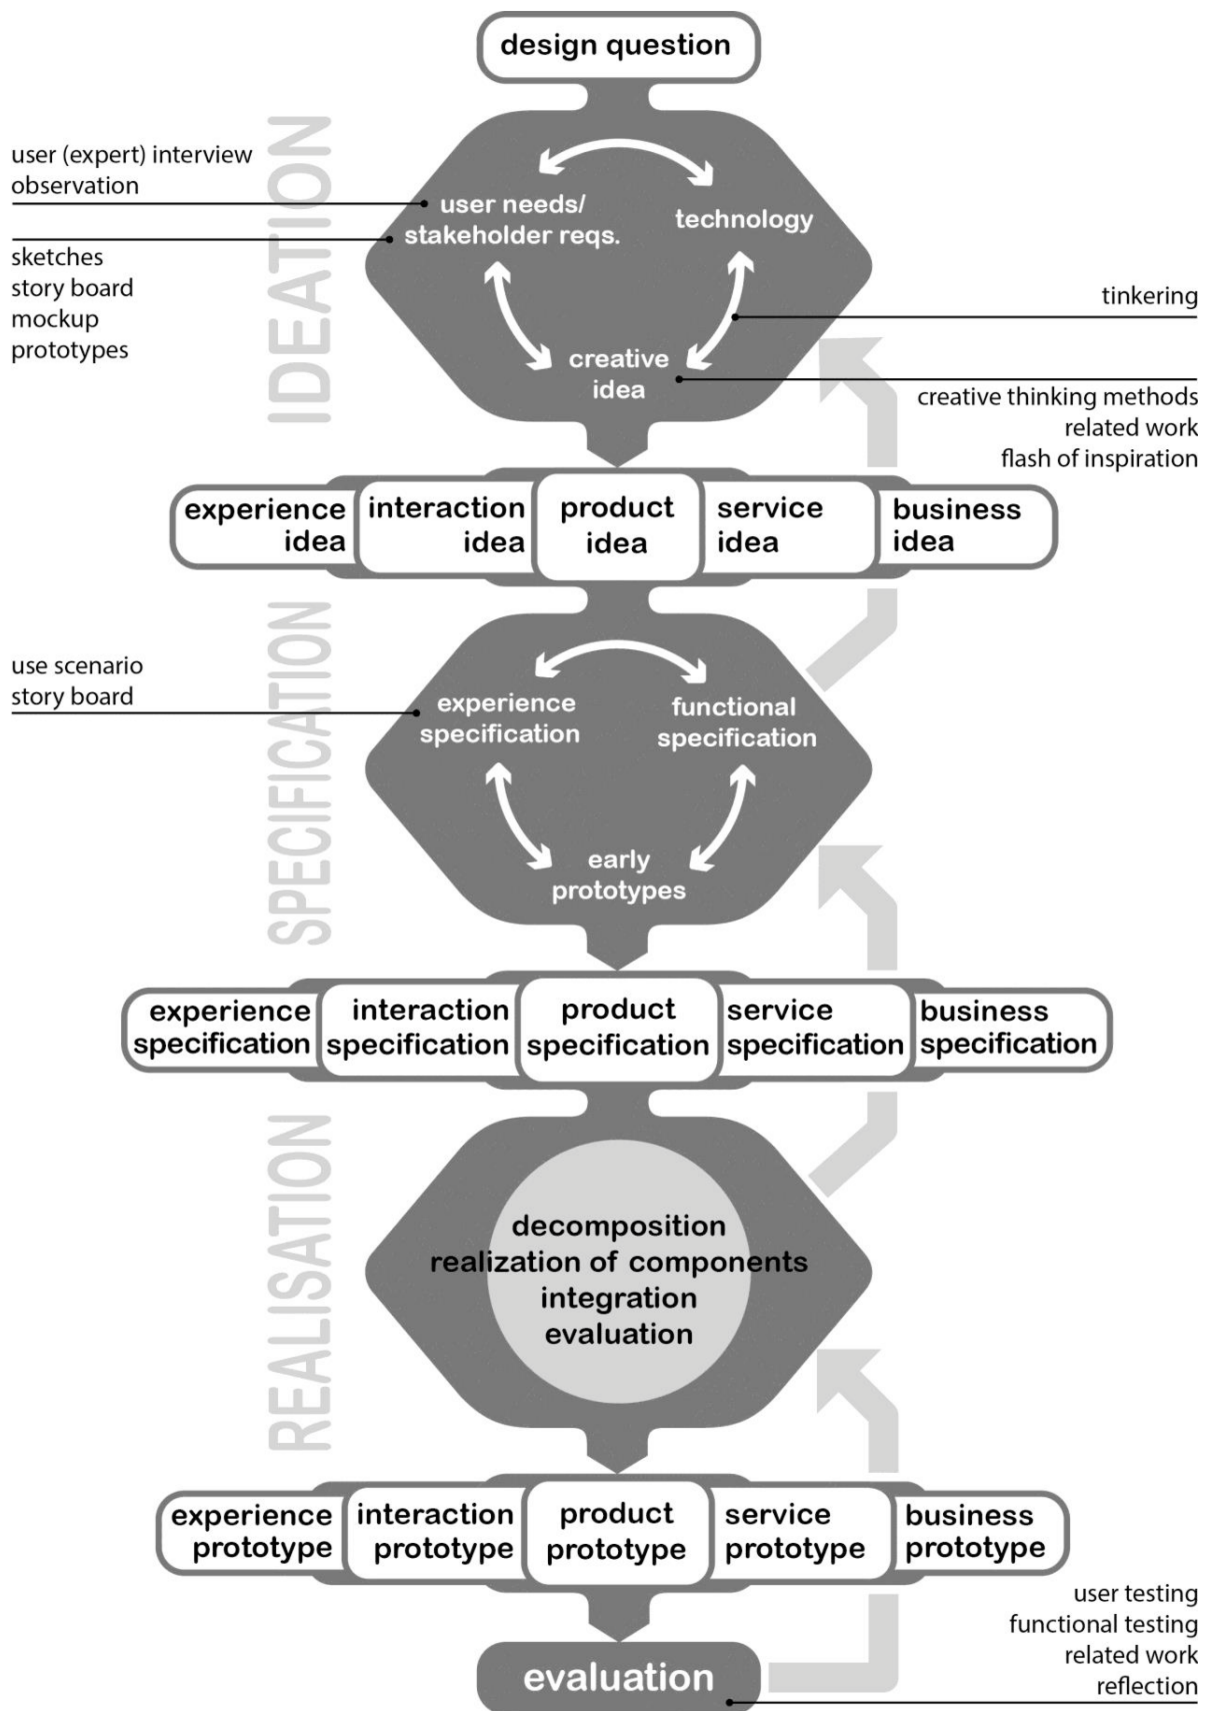 design question
IDEATION
user (expert) interview
observation
sketches
story board
mockup
prototypes
user needs/
stakeholder reqs.
technology
creative
idea
tinkering
creative thinking methods
related work
flash of inspiration
experience
idea
interaction
idea
product
idea
service
idea
business
idea
SPECIFICATION
use scenario
story board
experience
specification
functional
specification
early
prototypes
experience
specification
interaction
specification
product
specification
service
specification
business
specification
REALISATION
decomposition
realization of components
integration
evaluation
experience
prototype
interaction
prototype
product
prototype
service
prototype
business
prototype
evaluation
user testing
functional testing
related work
reflection